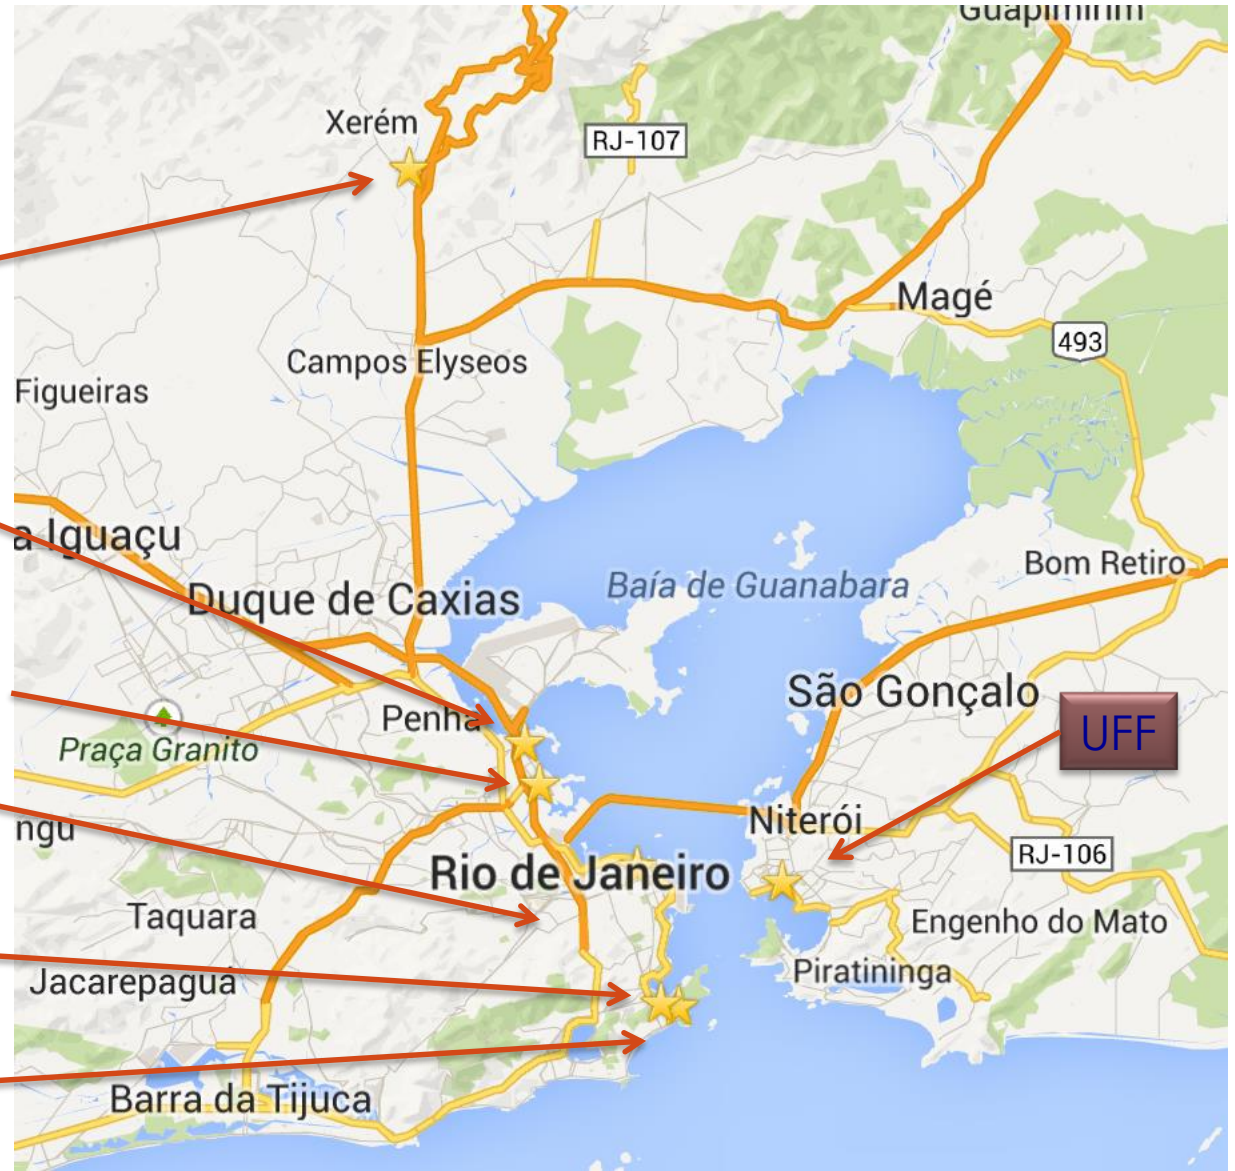 Guapimirim
Xerém
RJ-107
Magé
493
Campos Elyseos
Figueiras
a Iguaçu
Bom Retiro
Duque de Caxias
Baía de Guanabara
São Gonçalo
Penha
UFF
Praça Granito
Niterói
ngu
RJ-106
Rio de Janeiro
Taquara
Engenho do Mato
Piratininga
Jacarepaguá
Barra da Tijuca